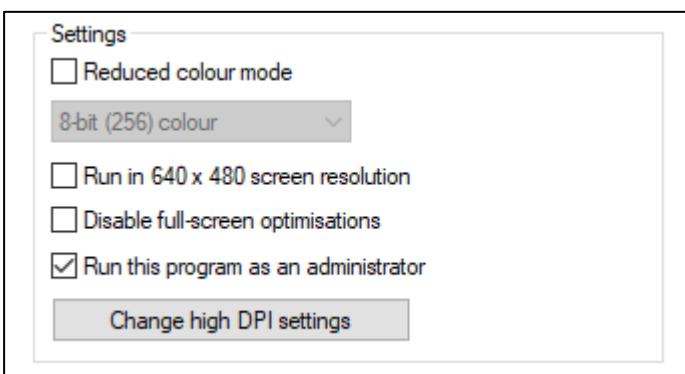 Settings
Reduced colour mode
8-bit (256) colour
Run in 640 x 480 screen resolution
Disable full-screen optimisations
Run this program as an administrator
Change high DPI settings